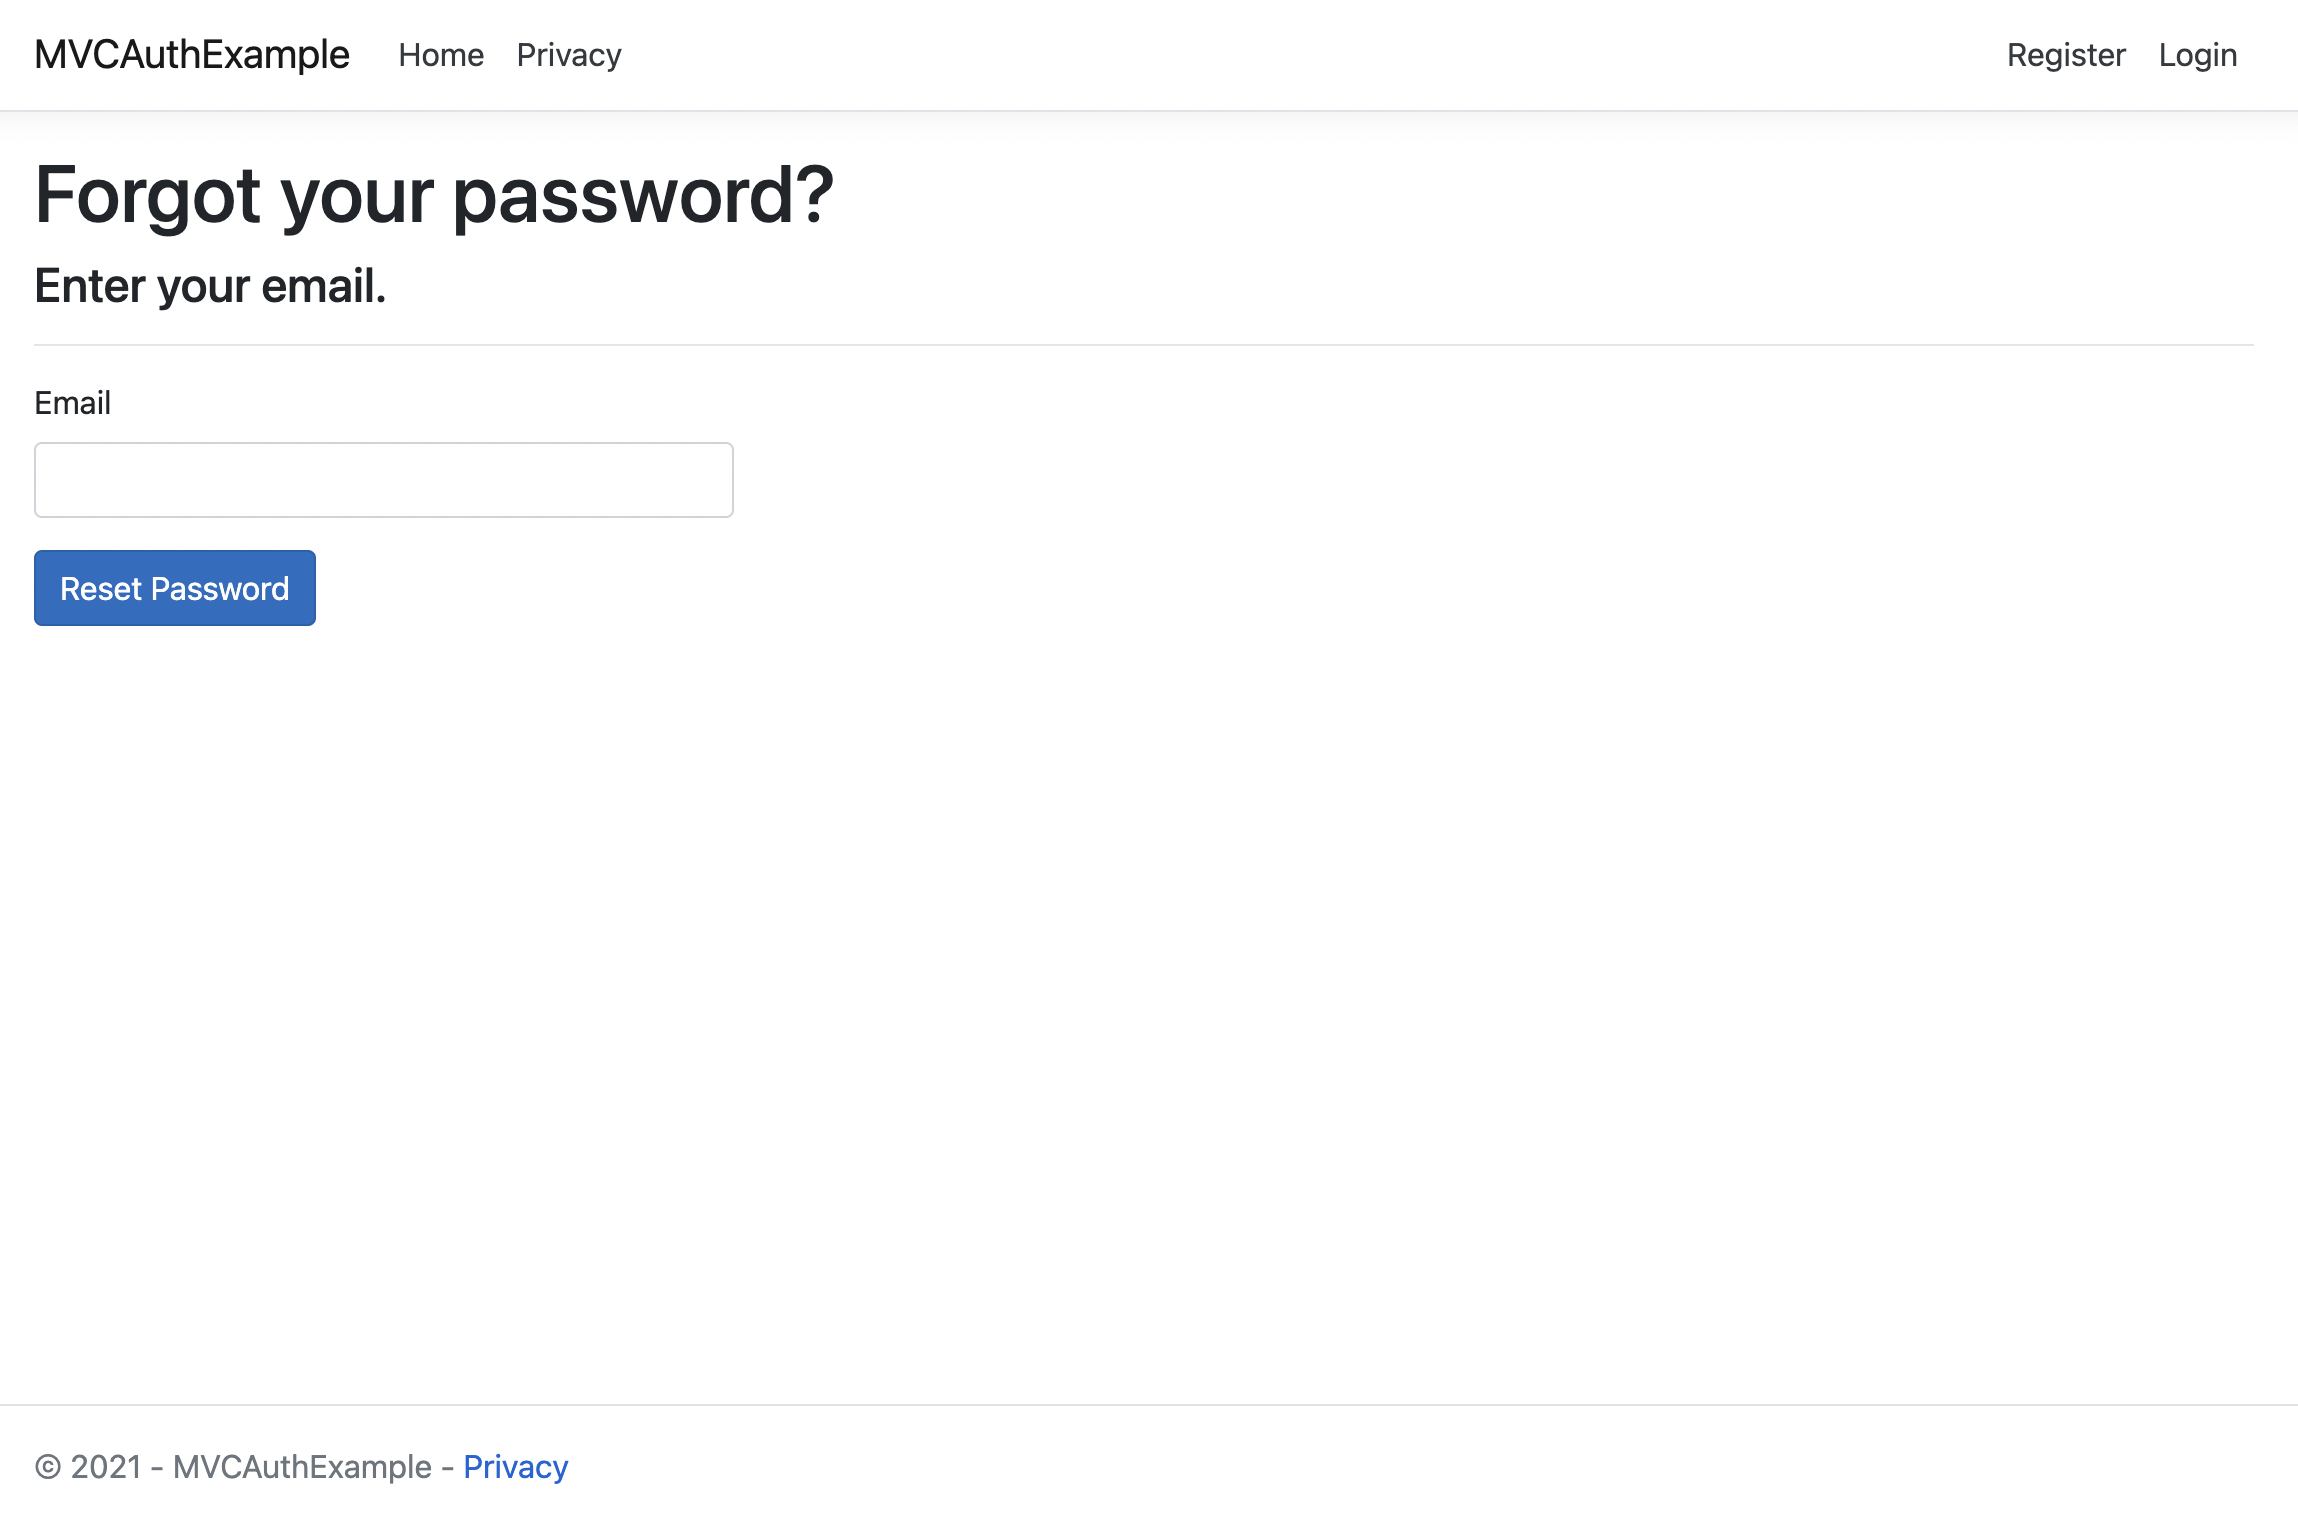 MVCAuthExample Home Privacy Register Login
Forgot your password?
Enter your email.
Email
Reset Password
© 2021 - MVCAuthExample - Privacy